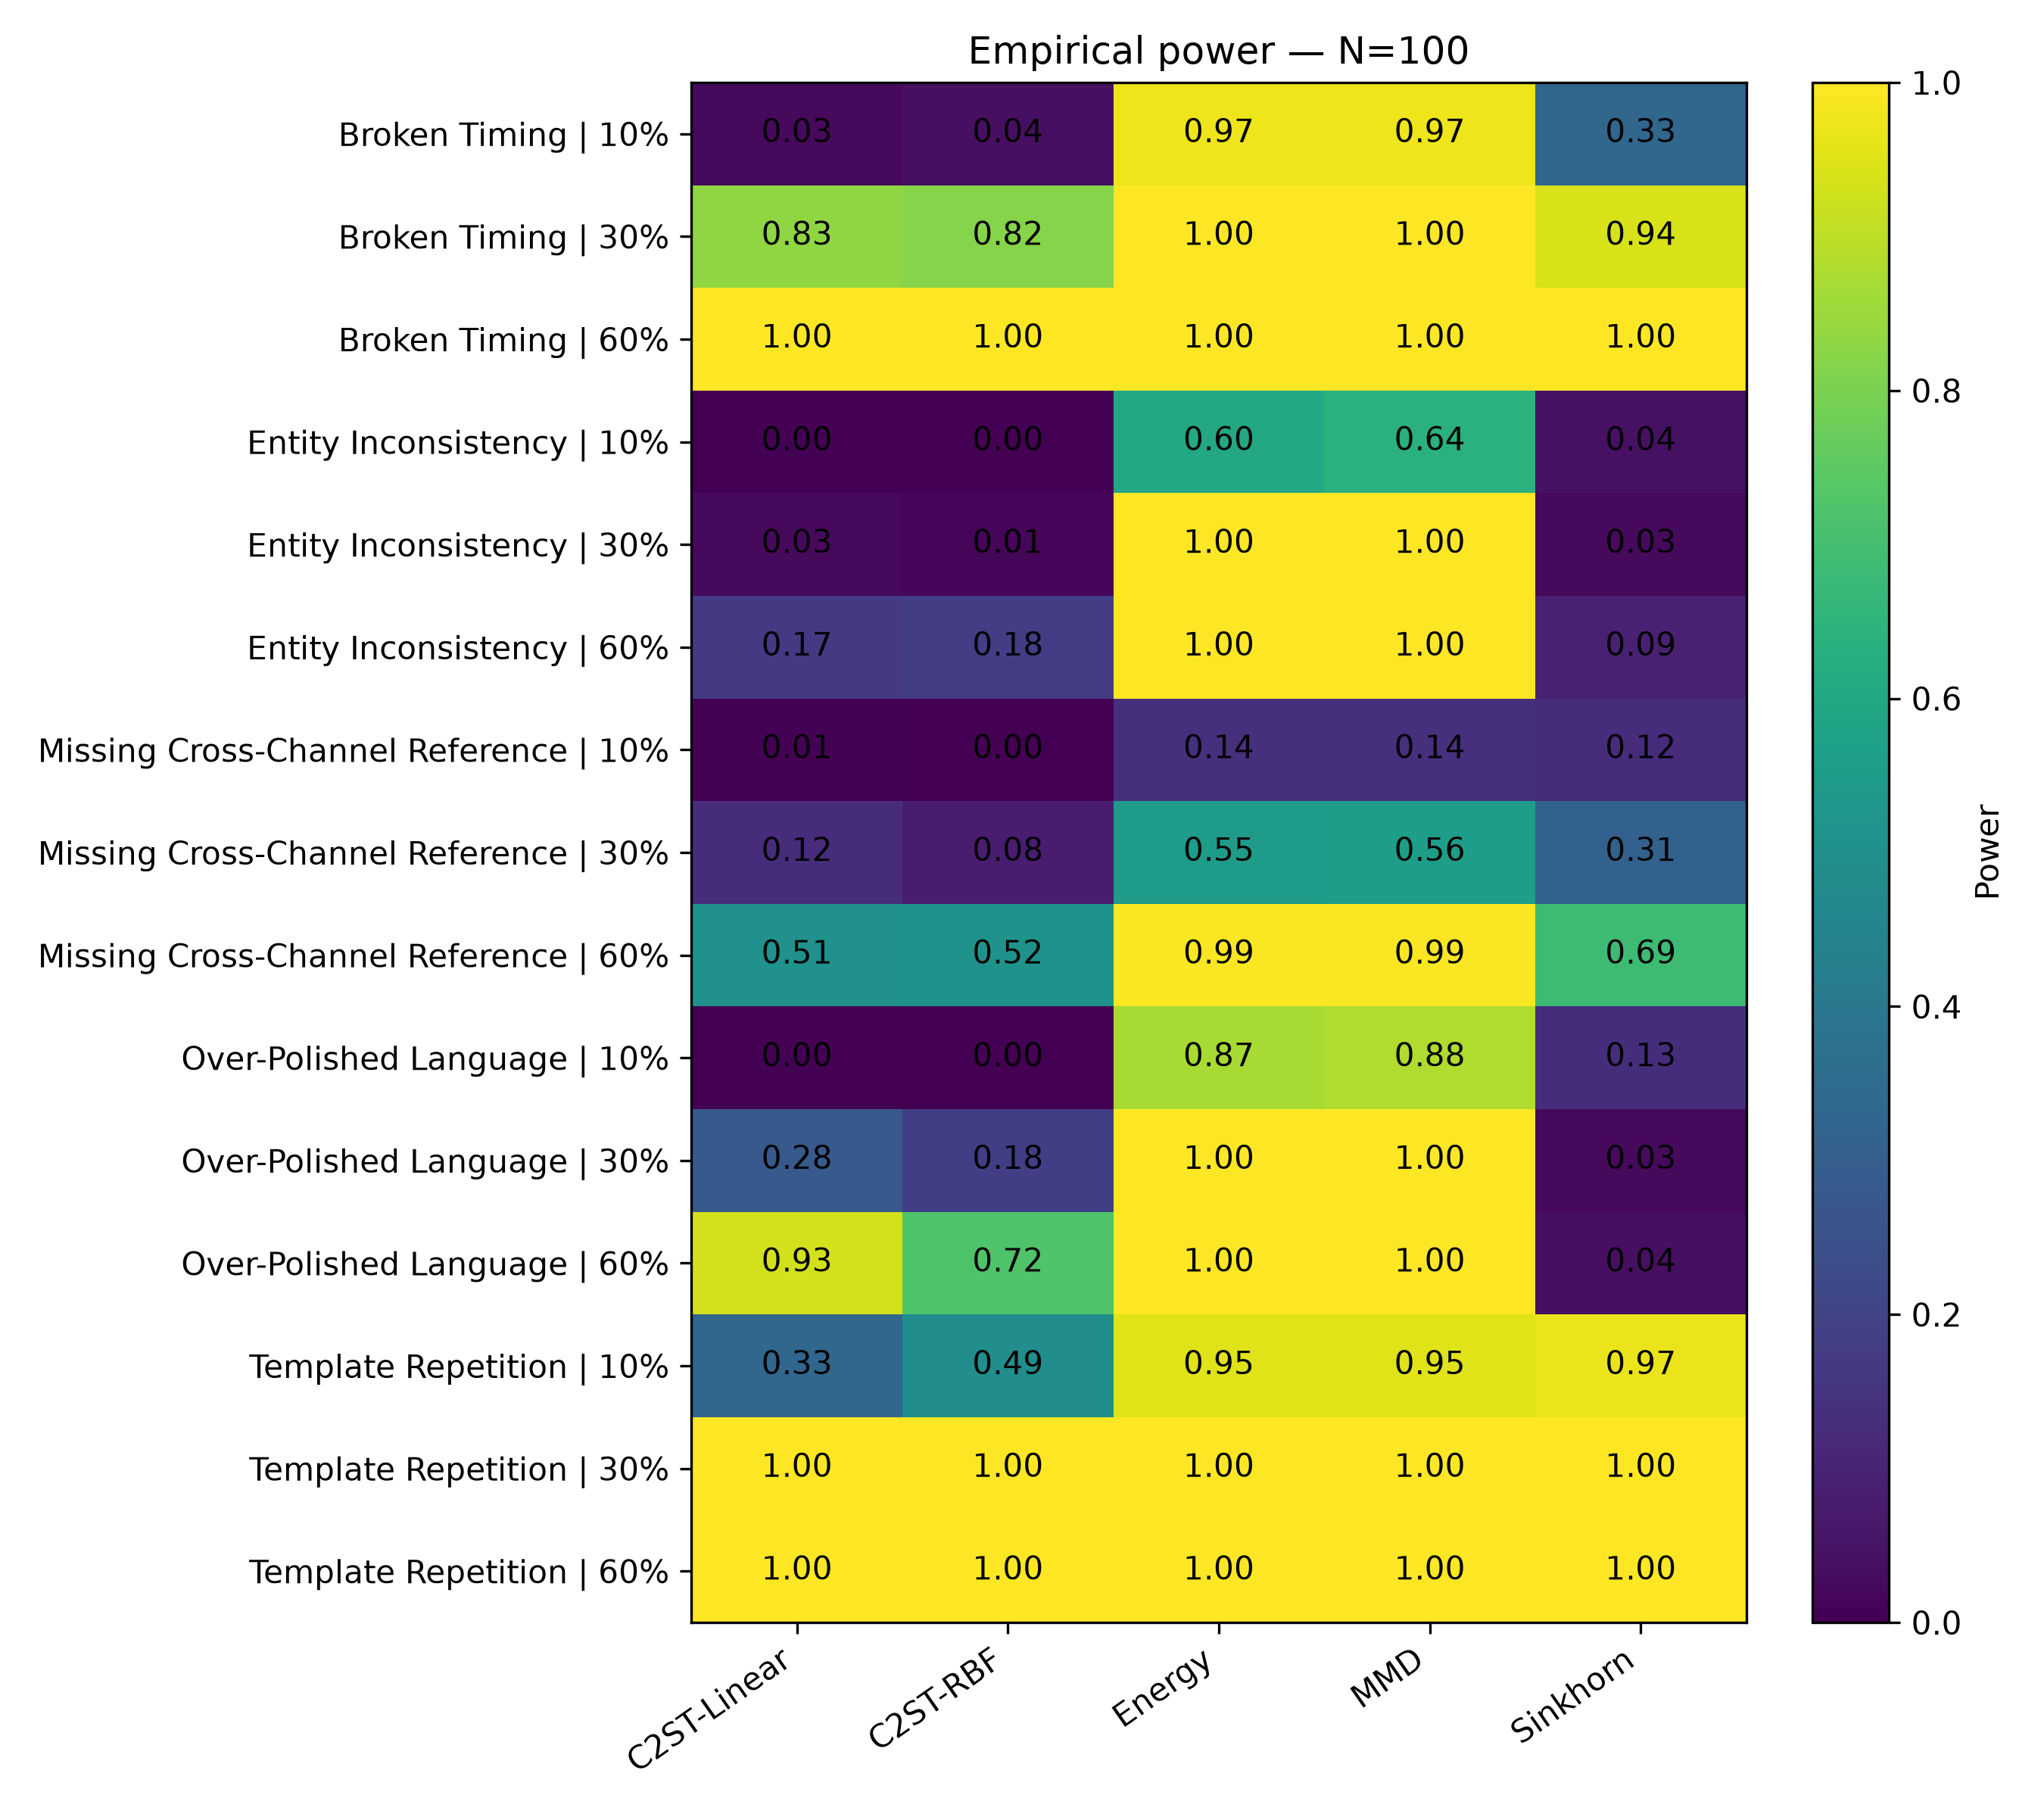 Empirical power — N=100
Broken Timing | 10% 0.03 0.04 0.97 0.97 0.33
Broken Timing | 30% 0.83 0.82 1.00 1.00 0.94
Broken Timing | 60% 1.00 1.00 1.00 1.00 1.00
Entity Inconsistency | 10% 0.00 0.00 0.60 0.64 0.04
Entity Inconsistency | 30% 0.03 0.01 1.00 1.00 0.03
Entity Inconsistency | 60% 0.17 0.18 1.00 1.00 0.09
Missing Cross-Channel Reference | 10% 0.01 0.00 0.14 0.14 0.12
Missing Cross-Channel Reference | 30% 0.12 0.08 0.55 0.56 0.31
Missing Cross-Channel Reference | 60% 0.51 0.52 0.99 0.99 0.69
Over-Polished Language | 10% 0.00 0.00 0.87 0.88 0.13
Over-Polished Language | 30% 0.28 0.18 1.00 1.00 0.03
Over-Polished Language | 60% 0.93 0.72 1.00 1.00 0.04
Template Repetition | 10% 0.33 0.49 0.95 0.95 0.97
Template Repetition | 30% 1.00 1.00 1.00 1.00 1.00
Template Repetition | 60% 1.00 1.00 1.00 1.00 1.00
C2ST-Linear C2ST-RBF Energy MMD Sinkhorn
1.0
0.8
0.6
0.4
0.2
0.0
Power